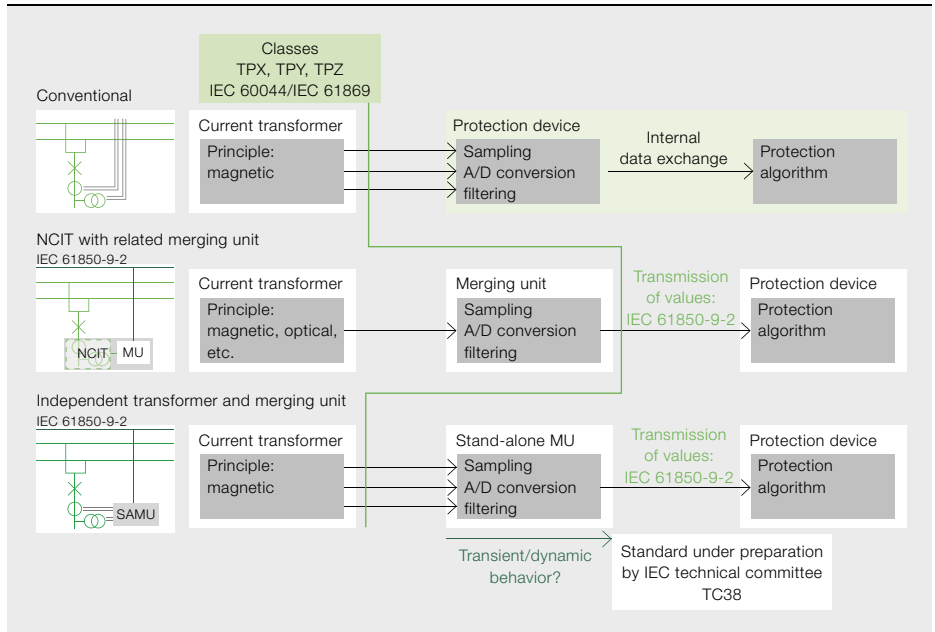 Classes
TPX, TPY, TPZ
IEC 60044/IEC 61869
Conventional
Current transformer
Principle:
magnetic
Protection device
Sampling
A/D conversion
filtering
Internal
data exchange
Protection
algorithm
NCIT with related merging unit
IEC 61850-9-2
NCIT
MU
Current transformer
Principle:
magnetic, optical,
etc.
Merging unit
Sampling
A/D conversion
filtering
Transmission
of values:
IEC 61850-9-2
Protection device
Protection
algorithm
Independent transformer and merging unit
IEC 61850-9-2
SAMU
Current transformer
Principle:
magnetic
Stand-alone MU
Sampling
A/D conversion
filtering
Transmission
of values:
IEC 61850-9-2
Protection device
Protection
algorithm
Transient/dynamic
behavior?
Standard under preparation
by IEC technical committee
TC38